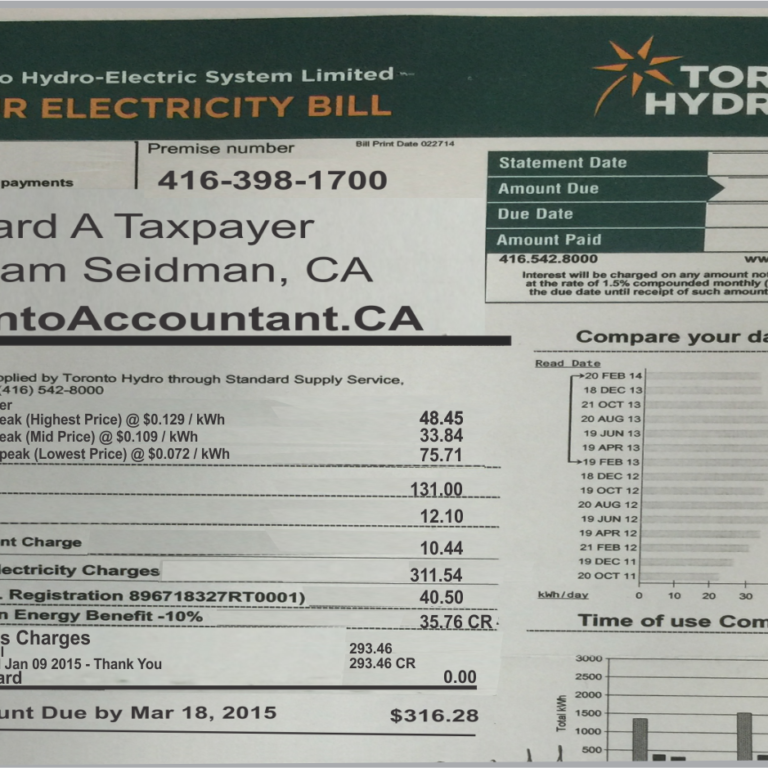 o Hydro-Electric System Limited
R ELECTRICITY BILL
TOR
HYDR
Premise number
Bill Print Date 022714
payments
416-398-1700
Statement Date
Amount Due
Due Date
Amount Paid
416.542.8000
ww
Interest will be charged on any amount no
at the rate of 1.5% compounded monthly (
the due date until receipt of such amount
ard A Taxpayer
am Seidman, CA
ntoAccountant.CA
pplied by Toronto Hydro through Standard Supply Service,
(416) 542-8000
er
eak (Highest Price) @ $0.129 / kWh 48.45
eak (Mid Price) @ $0.109 / kWh 33.84
peak (Lowest Price) @ $0.072 / kWh 75.71
131.00
12.10
nt Charge 10.44
lectricity Charges 311.54
. Registration 896718327RT0001) 40.50
n Energy Benefit -10% 35.76 CR
s Charges
l 293.46
Jan 09 2015 - Thank You 293.46 CR
ard 0.00
unt Due by Mar 18, 2015 $316.28
Compare your da
Read Date
20 FEB 14
18 DEC 13
21 OCT 13
20 AUG 13
19 JUN 13
19 APR 13
19 FEB 13
18 DEC 12
19 OCT 12
20 AUG 12
19 JUN 12
19 APR 12
21 FEB 12
19 DEC 11
20 OCT 11
kWh/day 0 10 20 30
Time of use Com
Total kWh
3000
2500
2000
1500
1000
500